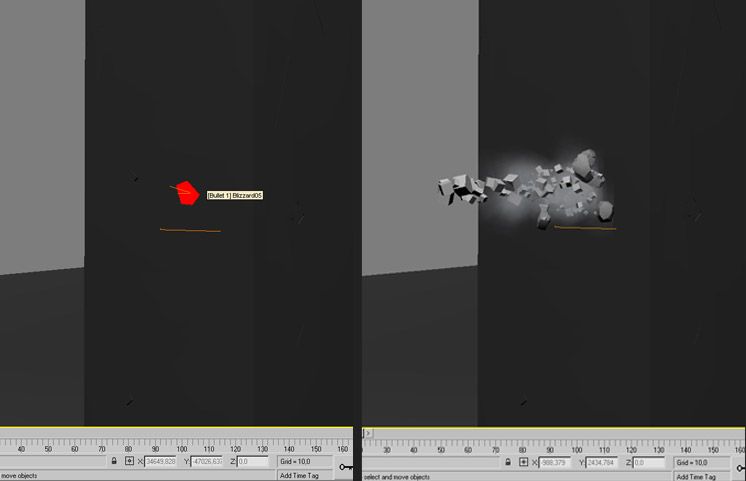 [Bullet 1] Blizzard05
40 50 60 70 80 90 100 110 120 130 140 150 160
X: 34649,828 Y: -47026,637 Z: 0,0 Grid = 10,0
move objects Add Time Tag
30 40 50 60 70 80 90 100 110 120 130 140 150 160
X: -988,379 Y: 2434,784 Z: 0,0 Grid = 10,0
select and move objects Add Time Tag